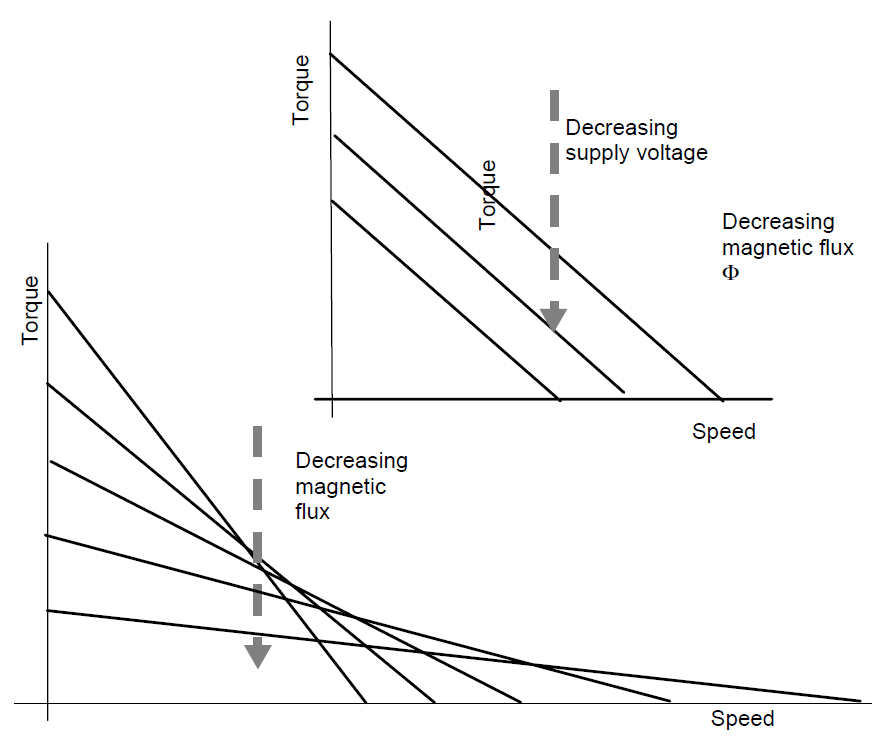 Torque
Decreasing
supply voltage
Torque
Decreasing
magnetic flux
Φ
Speed
Torque
Decreasing
magnetic
flux
Speed